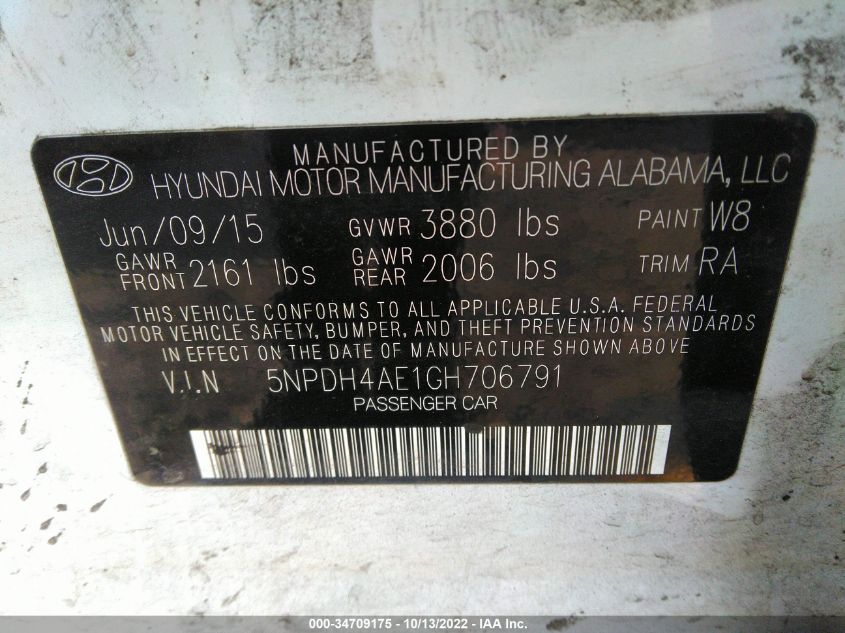 MANUFACTURED BY
HYUNDAI MOTOR MANUFACTURING ALABAMA, LLC
Jun/09/15 GVWR 3880 lbs PAINT W8
GAWR FRONT 2161 lbs GAWR REAR 2006 lbs TRIM RA
THIS VEHICLE CONFORMS TO ALL APPLICABLE U.S.A. FEDERAL
MOTOR VEHICLE SAFETY, BUMPER, AND THEFT PREVENTION STANDARDS
IN EFFECT ON THE DATE OF MANUFACTURE SHOWN ABOVE
V.I.N 5NPDH4AE1GH706791
PASSENGER CAR
000-34709175 - 10/13/2022 - IAA Inc.